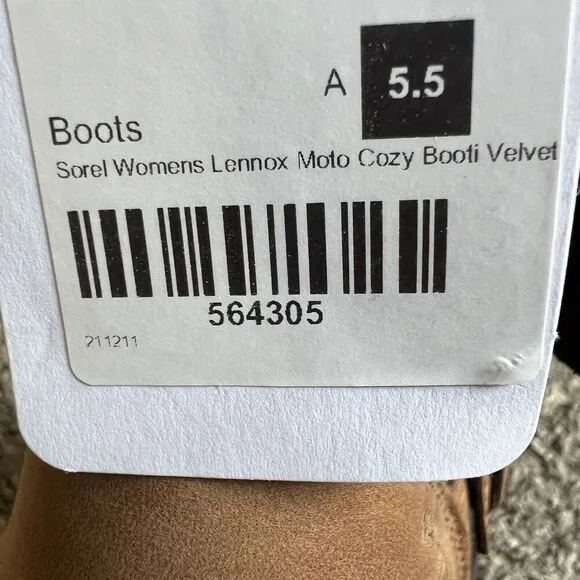 A 5.5
Boots
Sorel Womens Lennox Moto Cozy Booti Velvet
564305
211211